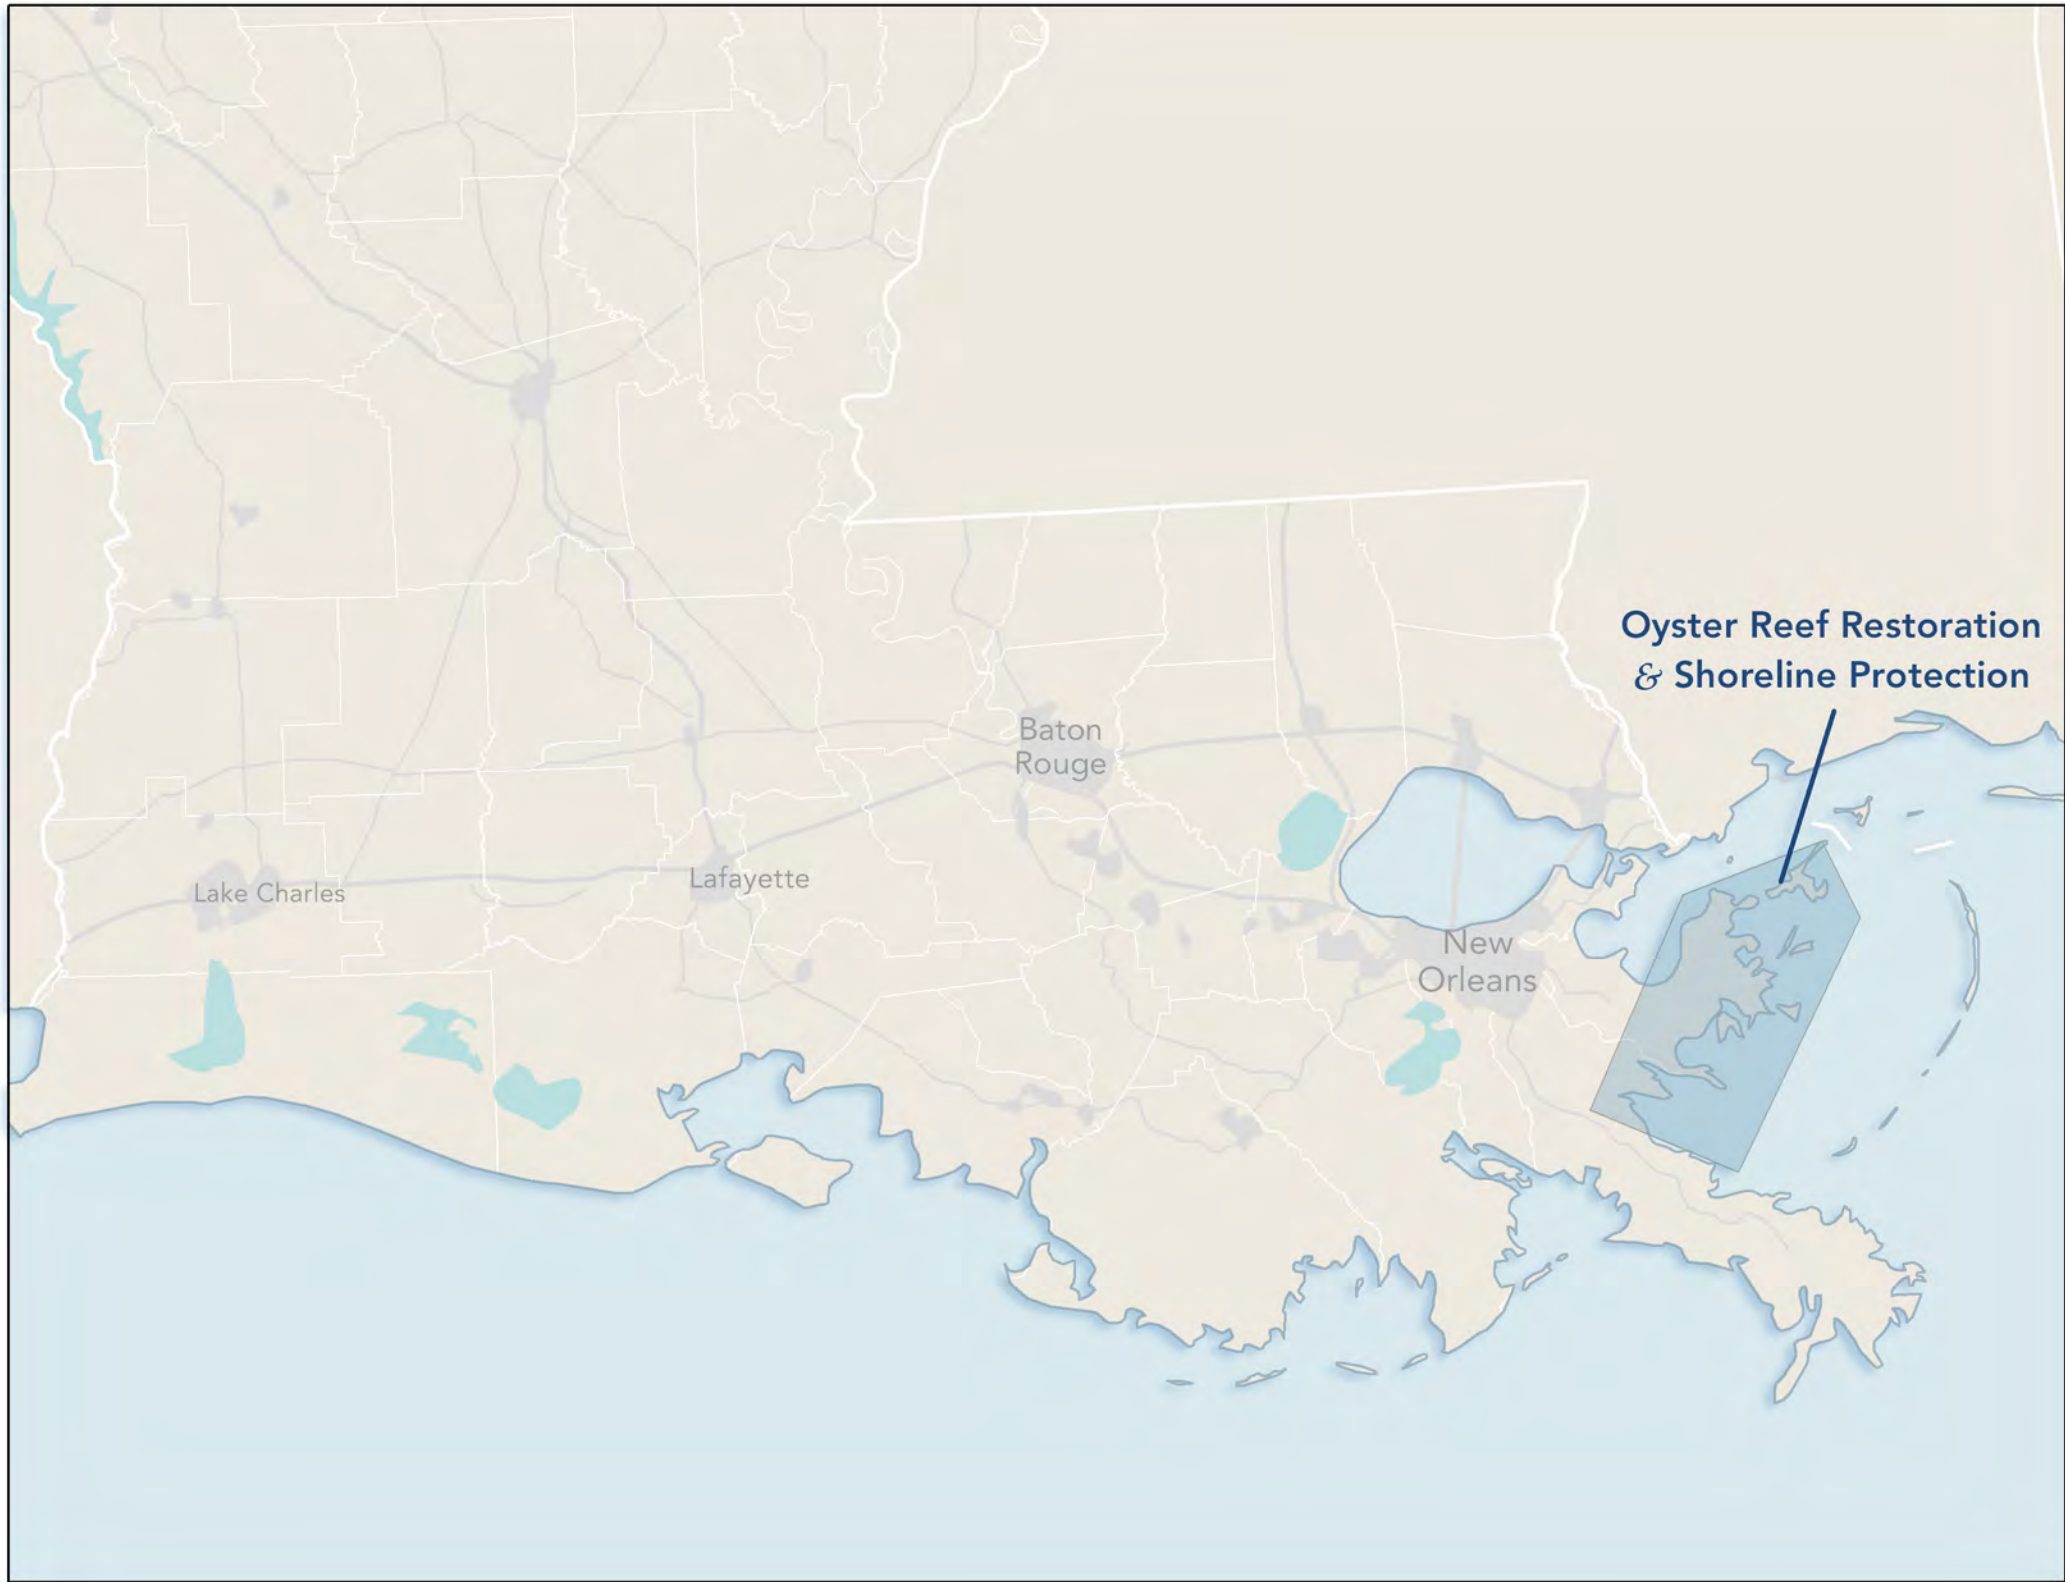 Oyster Reef Restoration
& Shoreline Protection
Baton
Rouge
Lake Charles
Lafayette
New
Orleans